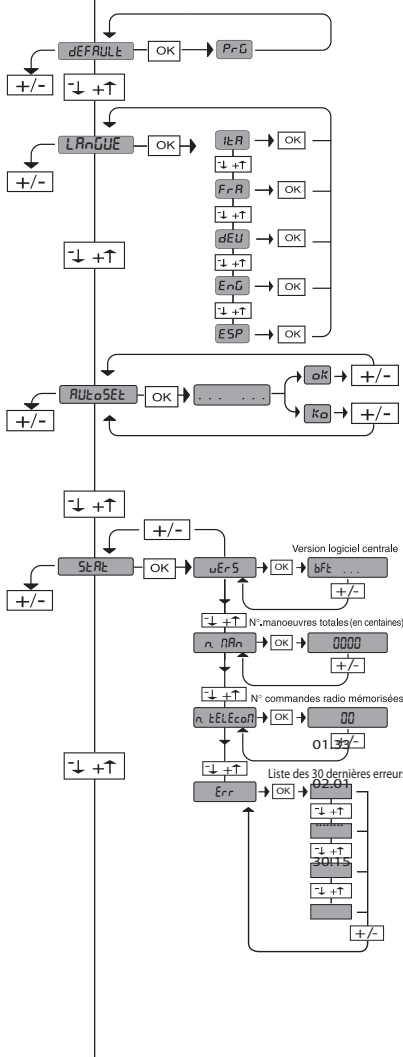 dEFAULt OK PrG
+/- -↓ +↑
LAnGUE OK ItA OK
+/- -↓ +↑
FrA OK
-↓ +↑
dEU OK
-↓ +↑ -↓ +↑
EnG OK
-↓ +↑
ESP OK
AUtoSEt OK . . . . . . ok +/-
+/- Ko +/-
-↓ +↑
+/-
Version logiciel centrale
StAt OK vErS OK bFt ...
+/- +/-
-↓ +↑ N°.manoeuvres totales (en centaines)
n. MAn OK 0000
+/-
-↓ +↑ N° commandes radio mémorisées
n. tELEcoM OK 00
01.33 +/-
-↓ +↑ -↓ +↑ Liste des 30 dernières erreurs
Err OK 02.01
-↓ +↑
........
-↓ +↑
30.15
-↓ +↑
+/-